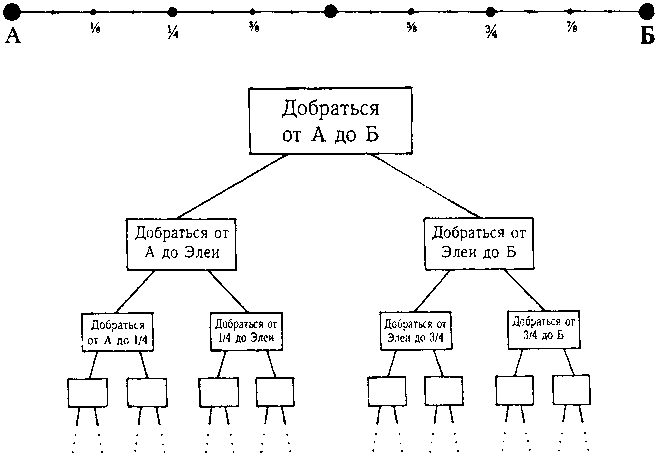 А ⅛ ¼ ⅜ ⅝ ¾ ⅞ Б
Добраться
от А до Б
Добраться от
А до Элеи
Добраться от
Элеи до Б
Добраться
от А до 1/4
Добраться от
1/4 до Элеи
Добраться от
Элеи до 3/4
Добраться от
3/4 до Б